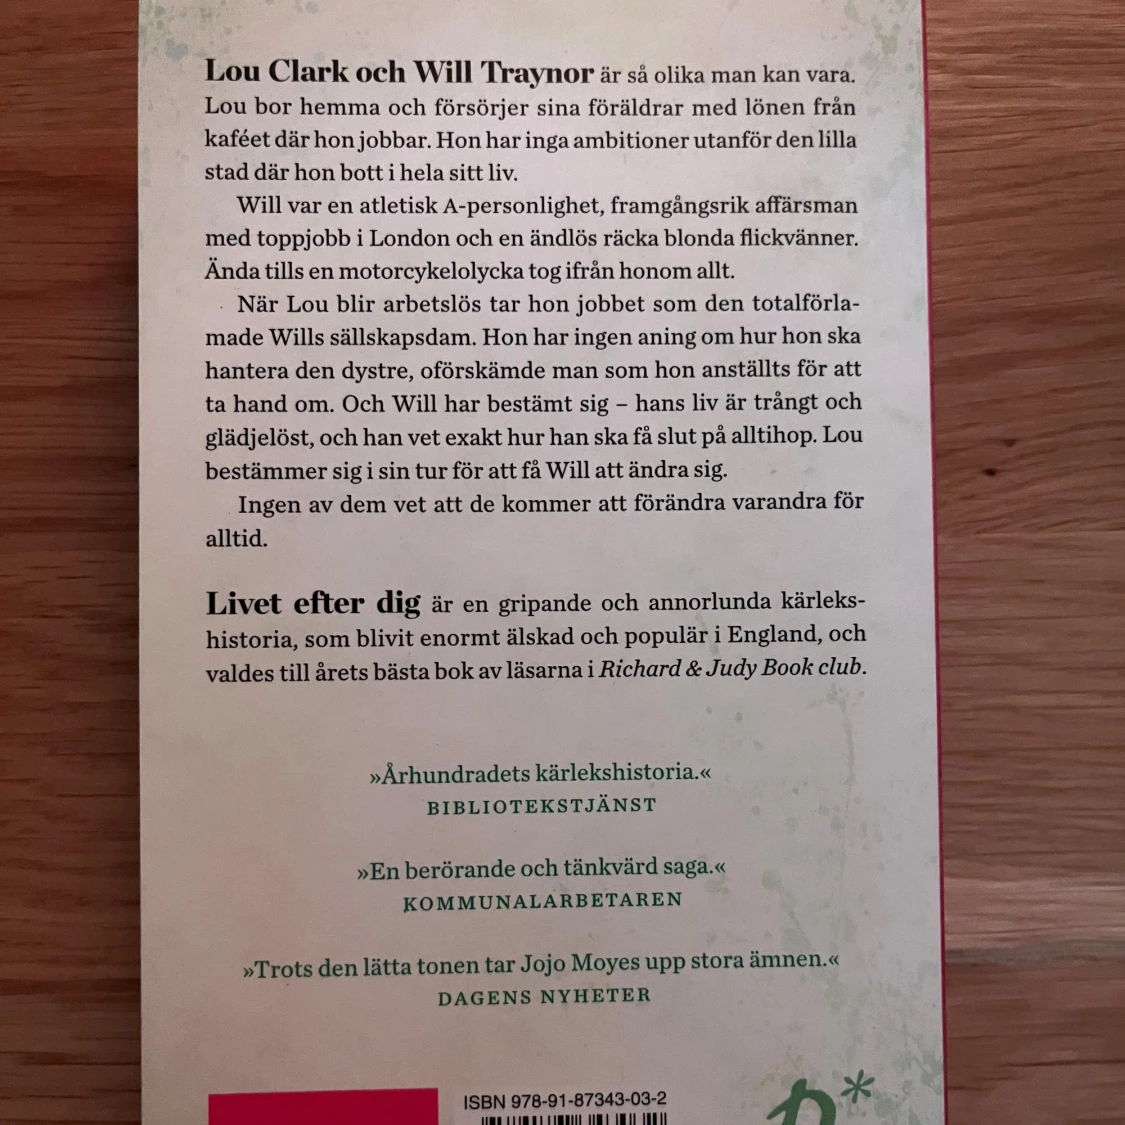 Lou Clark och Will Traynor är så olika man kan vara.
Lou bor hemma och försörjer sina föräldrar med lönen från
kaféet där hon jobbar. Hon har inga ambitioner utanför den lilla
stad där hon bott i hela sitt liv.
Will var en atletisk A-personlighet, framgångsrik affärsman
med toppjobb i London och en ändlös räcka blonda flickvänner.
Ända tills en motorcykelolycka tog ifrån honom allt.
När Lou blir arbetslös tar hon jobbet som den totalförla-
made Wills sällskapsdam. Hon har ingen aning om hur hon ska
hantera den dystre, oförskämde man som hon anställts för att
ta hand om. Och Will har bestämt sig – hans liv är trångt och
glädjelöst, och han vet exakt hur han ska få slut på alltihop. Lou
bestämmer sig i sin tur för att få Will att ändra sig.
Ingen av dem vet att de kommer att förändra varandra för
alltid.
Livet efter dig är en gripande och annorlunda kärleks-
historia, som blivit enormt älskad och populär i England, och
valdes till årets bästa bok av läsarna i Richard & Judy Book club.
»Århundradets kärlekshistoria.«
BIBLIOTEKSTJÄNST
»En berörande och tänkvärd saga.«
KOMMUNALARBETAREN
»Trots den lätta tonen tar Jojo Moyes upp stora ämnen.«
DAGENS NYHETER
ISBN 978-91-87343-03-2